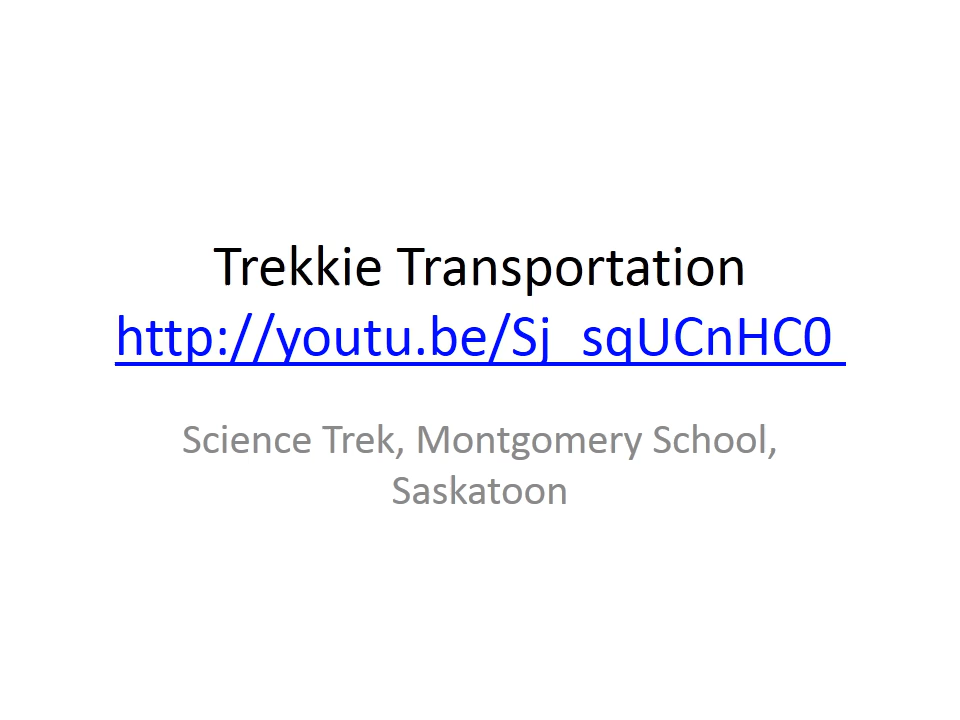 Trekkie Transportation
http://youtu.be/Sj_sqUCnHC0
Science Trek, Montgomery School,
Saskatoon